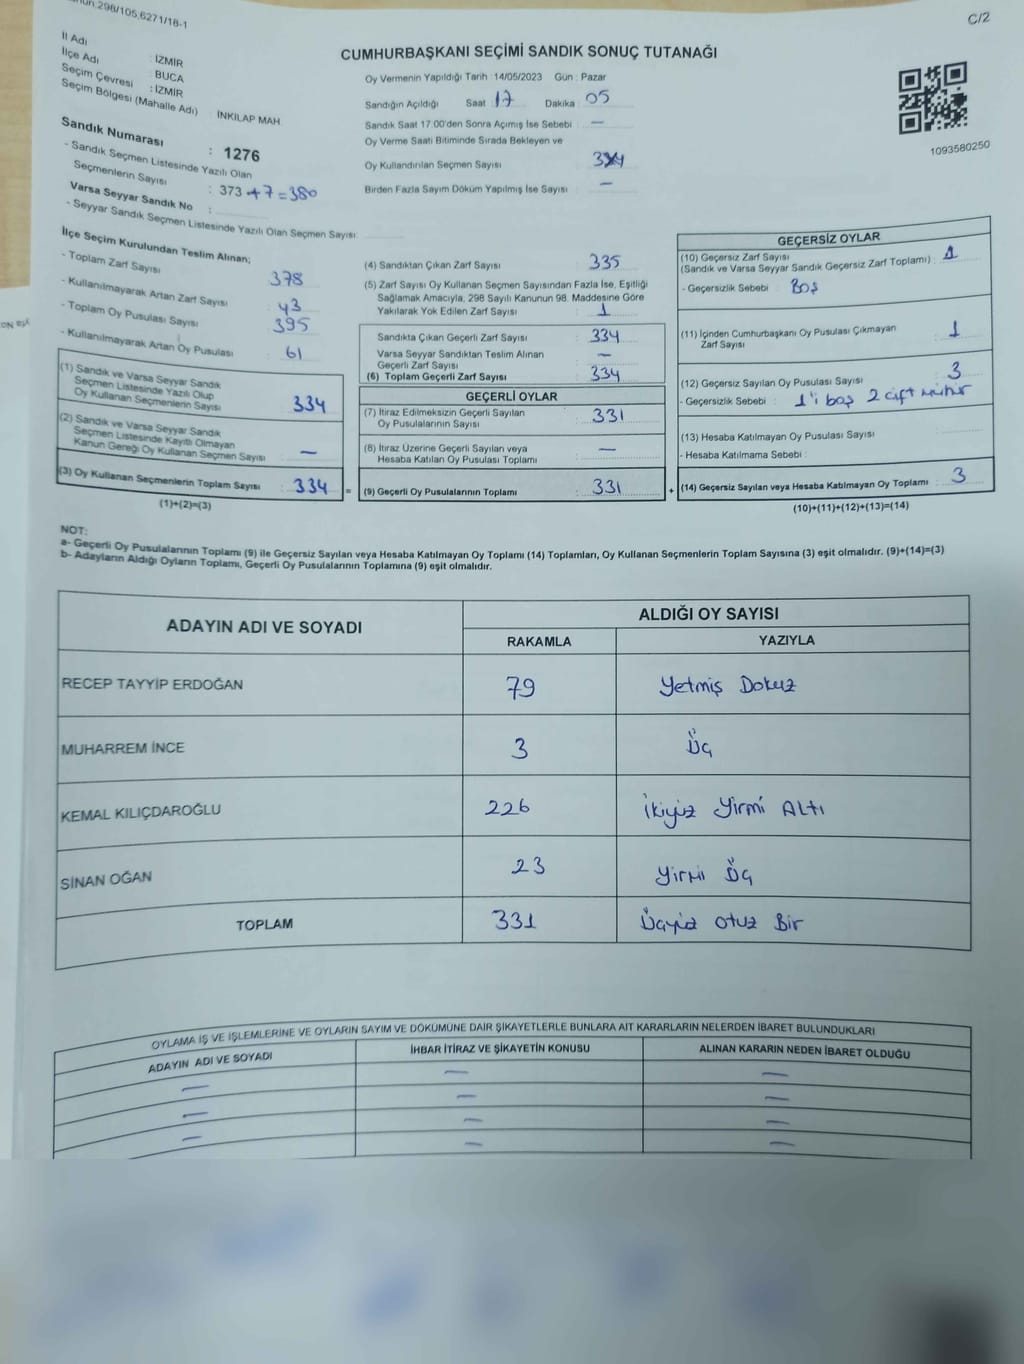 298/105,6271/18-1
C/2
CUMHURBAŞKANI SEÇİMİ SANDIK SONUÇ TUTANAĞI
İl Adı : İZMİR
İlçe Adı : BUCA
Seçim Çevresi : İZMİR
Seçim Bölgesi (Mahalle Adı) İNKILAP MAH
Sandık Numarası : 1276
- Sandık Seçmen Listesinde Yazılı Olan
Seçmenlerin Sayısı : 373 +7=380
Varsa Seyyar Sandık No :
- Seyyar Sandık Seçmen Listesinde Yazılı Olan Seçmen Sayısı
Oy Vermenin Yapıldığı Tarih : 14/05/2023 Gün : Pazar
Sandığın Açıldığı Saat 17 Dakika 05
Sandık Saat 17:00'den Sonra Açılmış İse Sebebi : —
Oy Verme Saati Bitiminde Sırada Bekleyen ve
Oy Kullandırılan Seçmen Sayısı
Birden Fazla Sayım Döküm Yapılmış İse Sayısı : —
1093580250
İlçe Seçim Kurulundan Teslim Alınan;
- Toplam Zarf Sayısı 378
- Kullanılmayarak Artan Zarf Sayısı 43
- Toplam Oy Pusulası Sayısı 395
- Kullanılmayarak Artan Oy Pusulası 61
(1) Sandık ve Varsa Seyyar Sandık
Seçmen Listesinde Yazılı Olup
Oy Kullanan Seçmenlerin Sayısı 334
(2) Sandık ve Varsa Seyyar Sandık
Seçmen Listesinde Kayıtlı Olmayan
Kanun Gereği Oy Kullanan Seçmen Sayısı —
(3) Oy Kullanan Seçmenlerin Toplam Sayısı 334 =
(1)+(2)=(3)
(4) Sandıktan Çıkan Zarf Sayısı : 335
(5) Zarf Sayısı Oy Kullanan Seçmen Sayısından Fazla İse, Eşitliği
Sağlamak Amacıyla, 298 Sayılı Kanunun 98. Maddesine Göre
Yakılarak Yok Edilen Zarf Sayısı : 1
Sandıkta Çıkan Geçerli Zarf Sayısı : 334
Varsa Seyyar Sandıktan Teslim Alınan
Geçerli Zarf Sayısı : —
(6) Toplam Geçerli Zarf Sayısı : 334
GEÇERLİ OYLAR
(7) İtiraz Edilmeksizin Geçerli Sayılan
Oy Pusulalarının Sayısı : 331
(8) İtiraz Üzerine Geçerli Sayılan veya
Hesaba Katılan Oy Pusulası Toplamı : —
(9) Geçerli Oy Pusulalarının Toplamı : 331 +
GEÇERSİZ OYLAR
(10) Geçersiz Zarf Sayısı
(Sandık ve Varsa Seyyar Sandık Geçersiz Zarf Toplamı) : 1
- Geçersizlik Sebebi : Boş
(11) İçinden Cumhurbaşkanı Oy Pusulası Çıkmayan
Zarf Sayısı : 1
(12) Geçersiz Sayılan Oy Pusulası Sayısı : 3
- Geçersizlik Sebebi : 1'i boş 2 çift mühür
(13) Hesaba Katılmayan Oy Pusulası Sayısı :
- Hesaba Katılmama Sebebi :
(14) Geçersiz Sayılan veya Hesaba Katılmayan Oy Toplamı : 3
(10)+(11)+(12)+(13)=(14)
NOT:
a- Geçerli Oy Pusulalarının Toplamı (9) ile Geçersiz Sayılan veya Hesaba Katılmayan Oy Toplamı (14) Toplamları, Oy Kullanan Seçmenlerin Toplam Sayısına (3) eşit olmalıdır. (9)+(14)=(3)
b- Adayların Aldığı Oyların Toplamı, Geçerli Oy Pusulalarının Toplamına (9) eşit olmalıdır.
ADAYIN ADI VE SOYADI ALDIĞI OY SAYISI
RAKAMLA YAZIYLA
RECEP TAYYİP ERDOĞAN 79 Yetmiş Dokuz
MUHARREM İNCE 3 Üç
KEMAL KILIÇDAROĞLU 226 İkiyüz Yirmi Altı
SİNAN OĞAN 23 Yirmi Üç
TOPLAM 331 Üçyüz Otuz Bir
OYLAMA İŞ VE İŞLEMLERİNE VE OYLARIN SAYIM VE DÖKÜMÜNE DAİR ŞİKAYETLERLE BUNLARA AİT KARARLARIN NELERDEN İBARET BULUNDUKLARI
ADAYIN ADI VE SOYADI İHBAR İTİRAZ VE ŞİKAYETİN KONUSU ALINAN KARARIN NEDEN İBARET OLDUĞU
— — —
— — —
— — —
— —